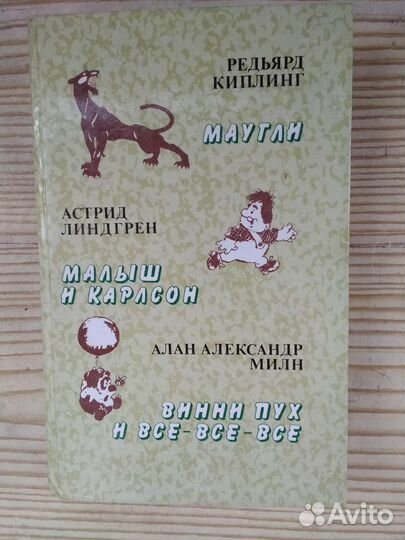 РЕДЬЯРД
КИПЛИНГ
МАУГЛИ
АСТРИД
ЛИНДГРЕН
МАЛЫШ
И КАРЛСОН
АЛАН АЛЕКСАНДР
МИЛН
ВИННИ ПУХ
И ВСЕ-ВСЕ-ВСЕ
Avito